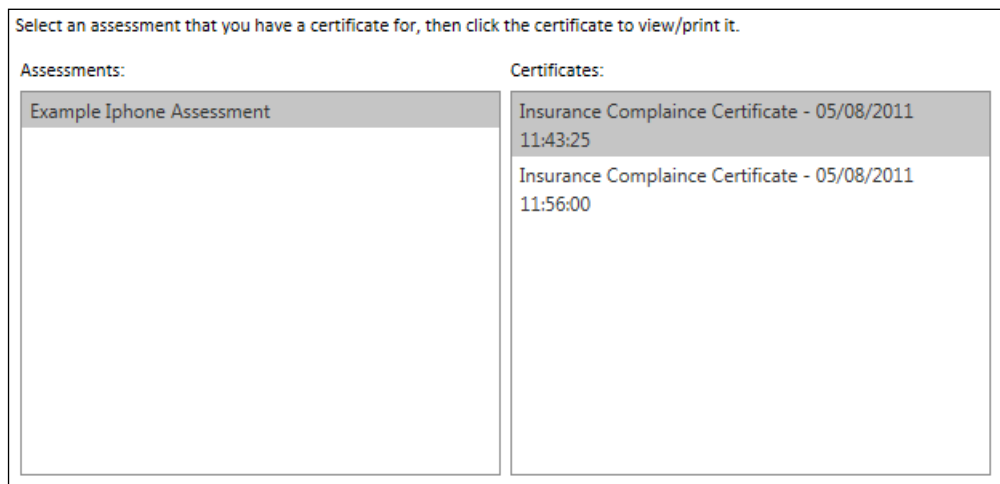 Select an assessment that you have a certificate for, then click the certificate to view/print it.
Assessments:
Certificates:
Example Iphone Assessment
Insurance Complaince Certificate - 05/08/2011
11:43:25
Insurance Complaince Certificate - 05/08/2011
11:56:00